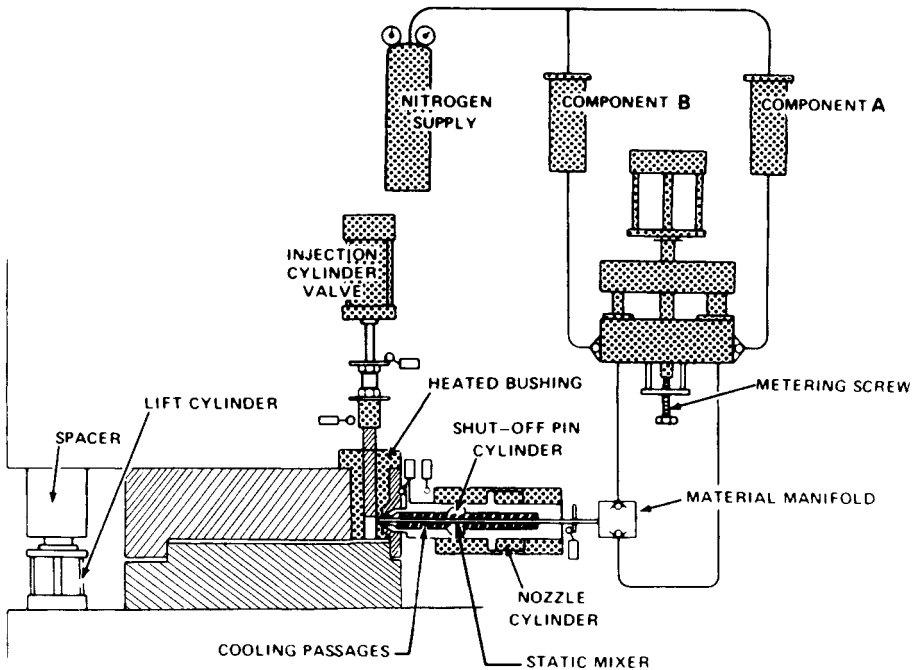 NITROGEN
SUPPLY
COMPONENT B
COMPONENT A
INJECTION
CYLINDER
VALVE
HEATED BUSHING
METERING SCREW
LIFT CYLINDER
SPACER
SHUT-OFF PIN
CYLINDER
MATERIAL MANIFOLD
NOZZLE
CYLINDER
COOLING PASSAGES
STATIC MIXER